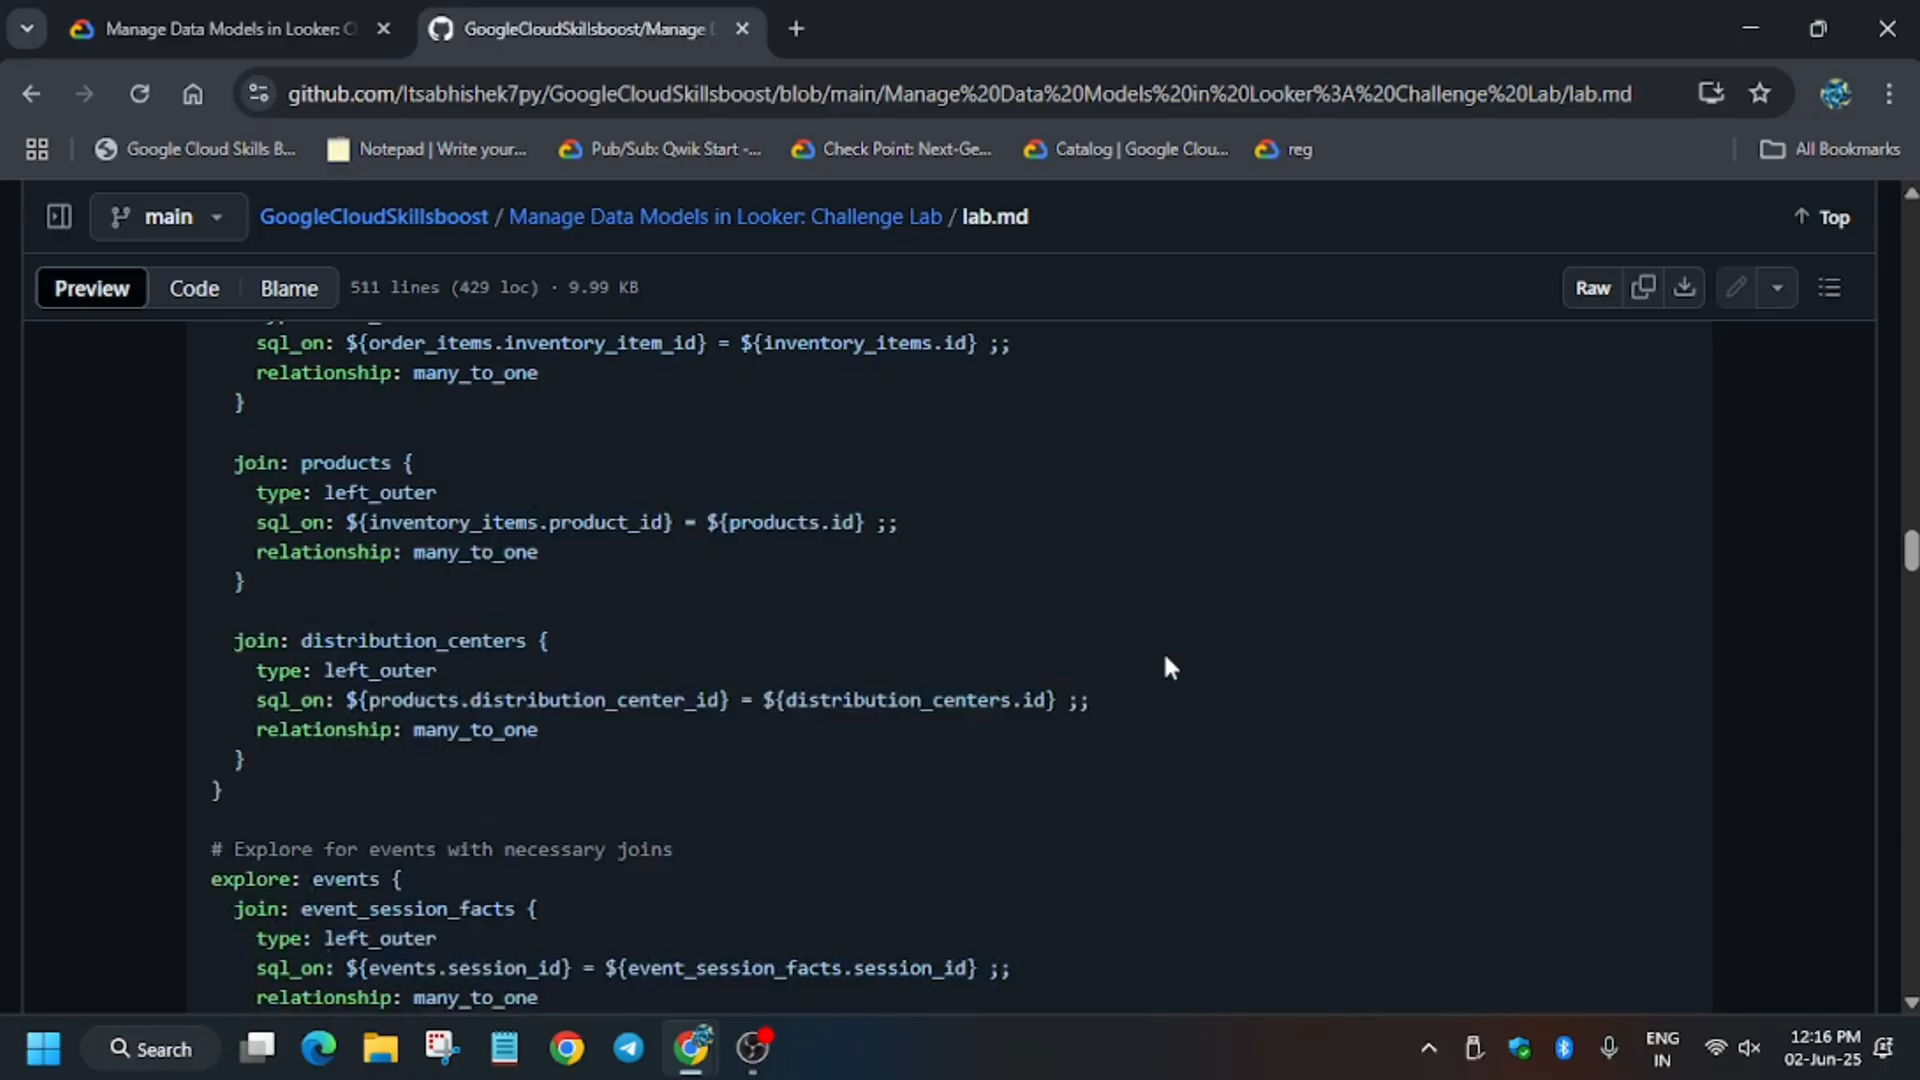 Manage Data Models in Looker: C
GoogleCloudSkillsboost/Manage
github.com/Itsabhishek7py/GoogleCloudSkillsboost/blob/main/Manage%20Data%20Models%20in%20Looker%3A%20Challenge%20Lab/lab.md
Google Cloud Skills B...
Notepad | Write your...
Pub/Sub: Qwik Start -...
Check Point: Next-Ge...
Catalog | Google Clou...
reg
All Bookmarks
main
GoogleCloudSkillsboost / Manage Data Models in Looker: Challenge Lab / lab.md
Top
Preview
Code
Blame
511 lines (429 loc) · 9.99 KB
Raw
sql_on: ${order_items.inventory_item_id} = ${inventory_items.id} ;;
relationship: many_to_one
}
join: products {
type: left_outer
sql_on: ${inventory_items.product_id} = ${products.id} ;;
relationship: many_to_one
}
join: distribution_centers {
type: left_outer
sql_on: ${products.distribution_center_id} = ${distribution_centers.id} ;;
relationship: many_to_one
}
}
# Explore for events with necessary joins
explore: events {
join: event_session_facts {
type: left_outer
sql_on: ${events.session_id} = ${event_session_facts.session_id} ;;
relationship: many_to_one
Search
ENG
IN
12:16 PM
02-Jun-25